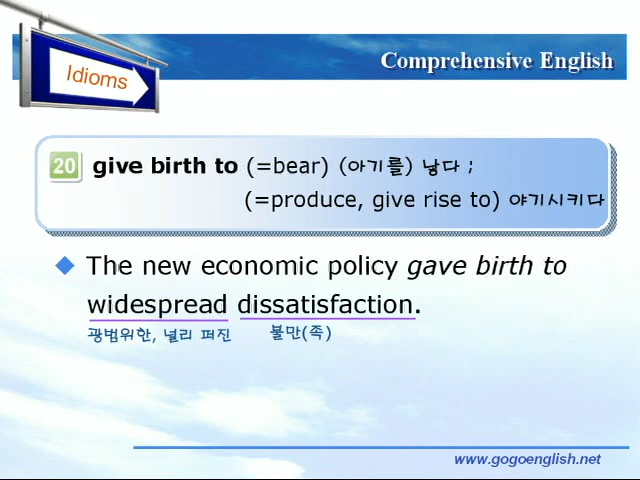 Idioms
Comprehensive English
20 give birth to (=bear) (아기를) 낳다 ;
(=produce, give rise to) 야기시키다
The new economic policy gave birth to
widespread dissatisfaction.
광범위한, 널리 퍼진 불만(족)
www.gogoenglish.net